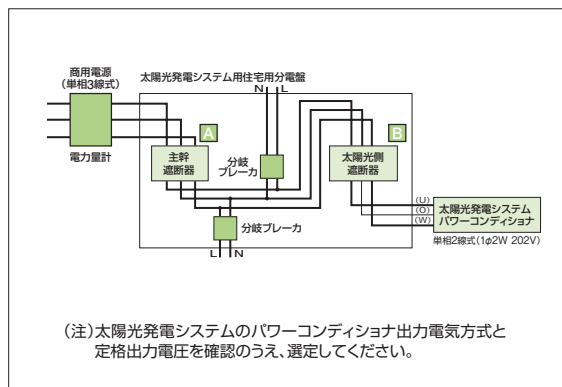 商用電源
(単相3線式)
太陽光発電システム用住宅用分電盤
N L
A
B
主幹
遮断器
分岐
ブレーカ
太陽光側
遮断器
電力量計
(U)
(O)
(W)
太陽光発電システム
パワーコンディショナ
単相2線式(1φ2W 202V)
分岐ブレーカ
L N
(注)太陽光発電システムのパワーコンディショナ出力電気方式と
定格出力電圧を確認のうえ、選定してください。